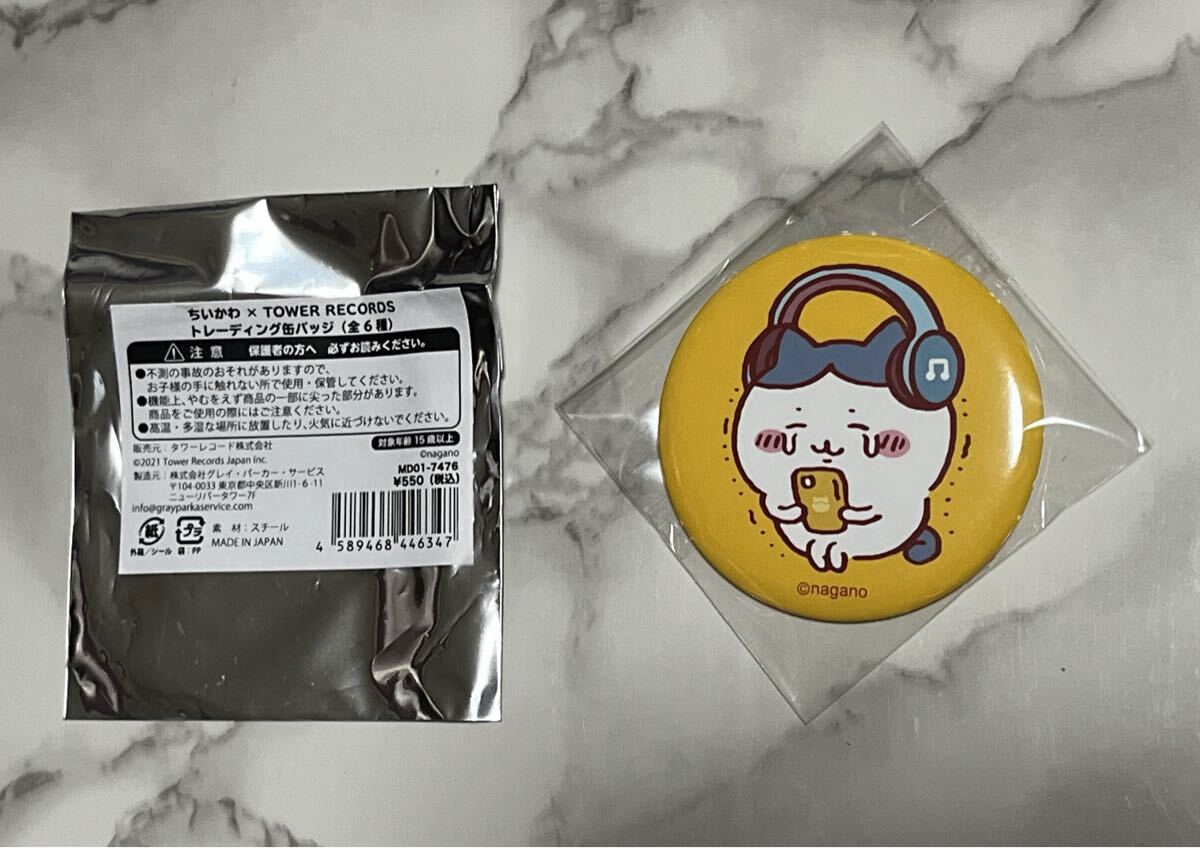 ちいかわ × TOWER RECORDS
トレーディング缶バッジ（全6種）
注 意 保護者の方へ 必ずお読みください。
●不測の事故のおそれがありますので、
お子様の手に触れない所で使用・保管してください。
●機能上、やむをえず商品の一部に尖った部分があります。
商品をご使用の際にはご注意ください。
●高温・多湿な場所に放置したり、火気に近づけないでください。
販売元：タワーレコード株式会社
対象年齢 15歳以上
©nagano
©2021 Tower Records Japan Inc.
MD01-7476
製造元：株式会社グレイ・パーカー・サービス
¥550（税込）
〒104-0033 東京都中央区新川1-6-11
ニューリバータワー7F
info@grayparkaservice.com
紙
プラ
外箱／シール
袋：PP
素 材：スチール
MADE IN JAPAN
4 589468 446347
©nagano